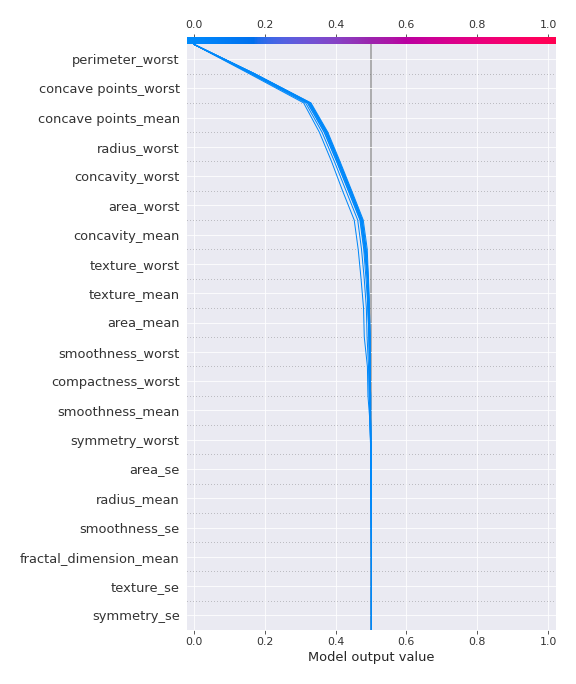 0.0 0.2 0.4 0.6 0.8 1.0
perimeter_worst
concave points_worst
concave points_mean
radius_worst
concavity_worst
area_worst
concavity_mean
texture_worst
texture_mean
area_mean
smoothness_worst
compactness_worst
smoothness_mean
symmetry_worst
area_se
radius_mean
smoothness_se
fractal_dimension_mean
texture_se
symmetry_se
0.0 0.2 0.4 0.6 0.8 1.0
Model output value